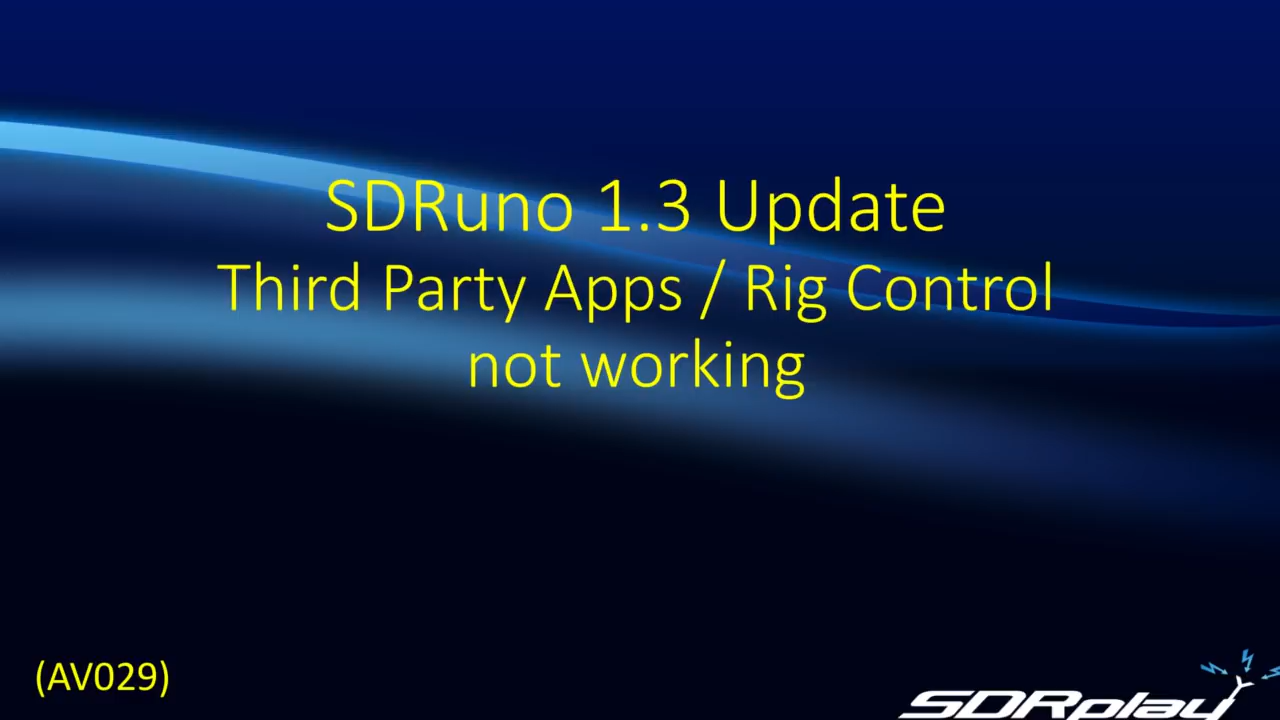 SDRuno 1.3 Update
Third Party Apps / Rig Control
not working
(AV029)
SDRplay